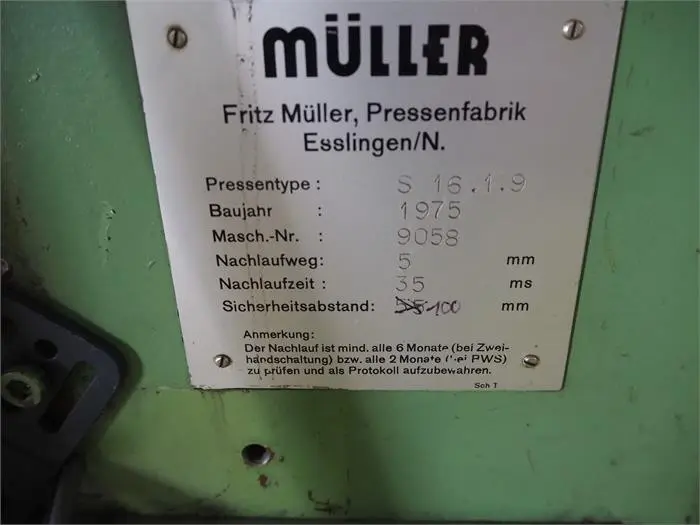 MÜLLER
Fritz Müller, Pressenfabrik
Esslingen/N.
Pressentype : S 16.1.9
Baujahr : 1975
Masch.-Nr. : 9058
Nachlaufweg: 5 mm
Nachlaufzeit : 35 ms
Sicherheitsabstand: 100 mm
Anmerkung:
Der Nachlauf ist mind. alle 6 Monate (bei Zwei-
handschaltung) bzw. alle 2 Monate PWS)
zu prüfen und als Protokoll aufzubewahren.
Sch T